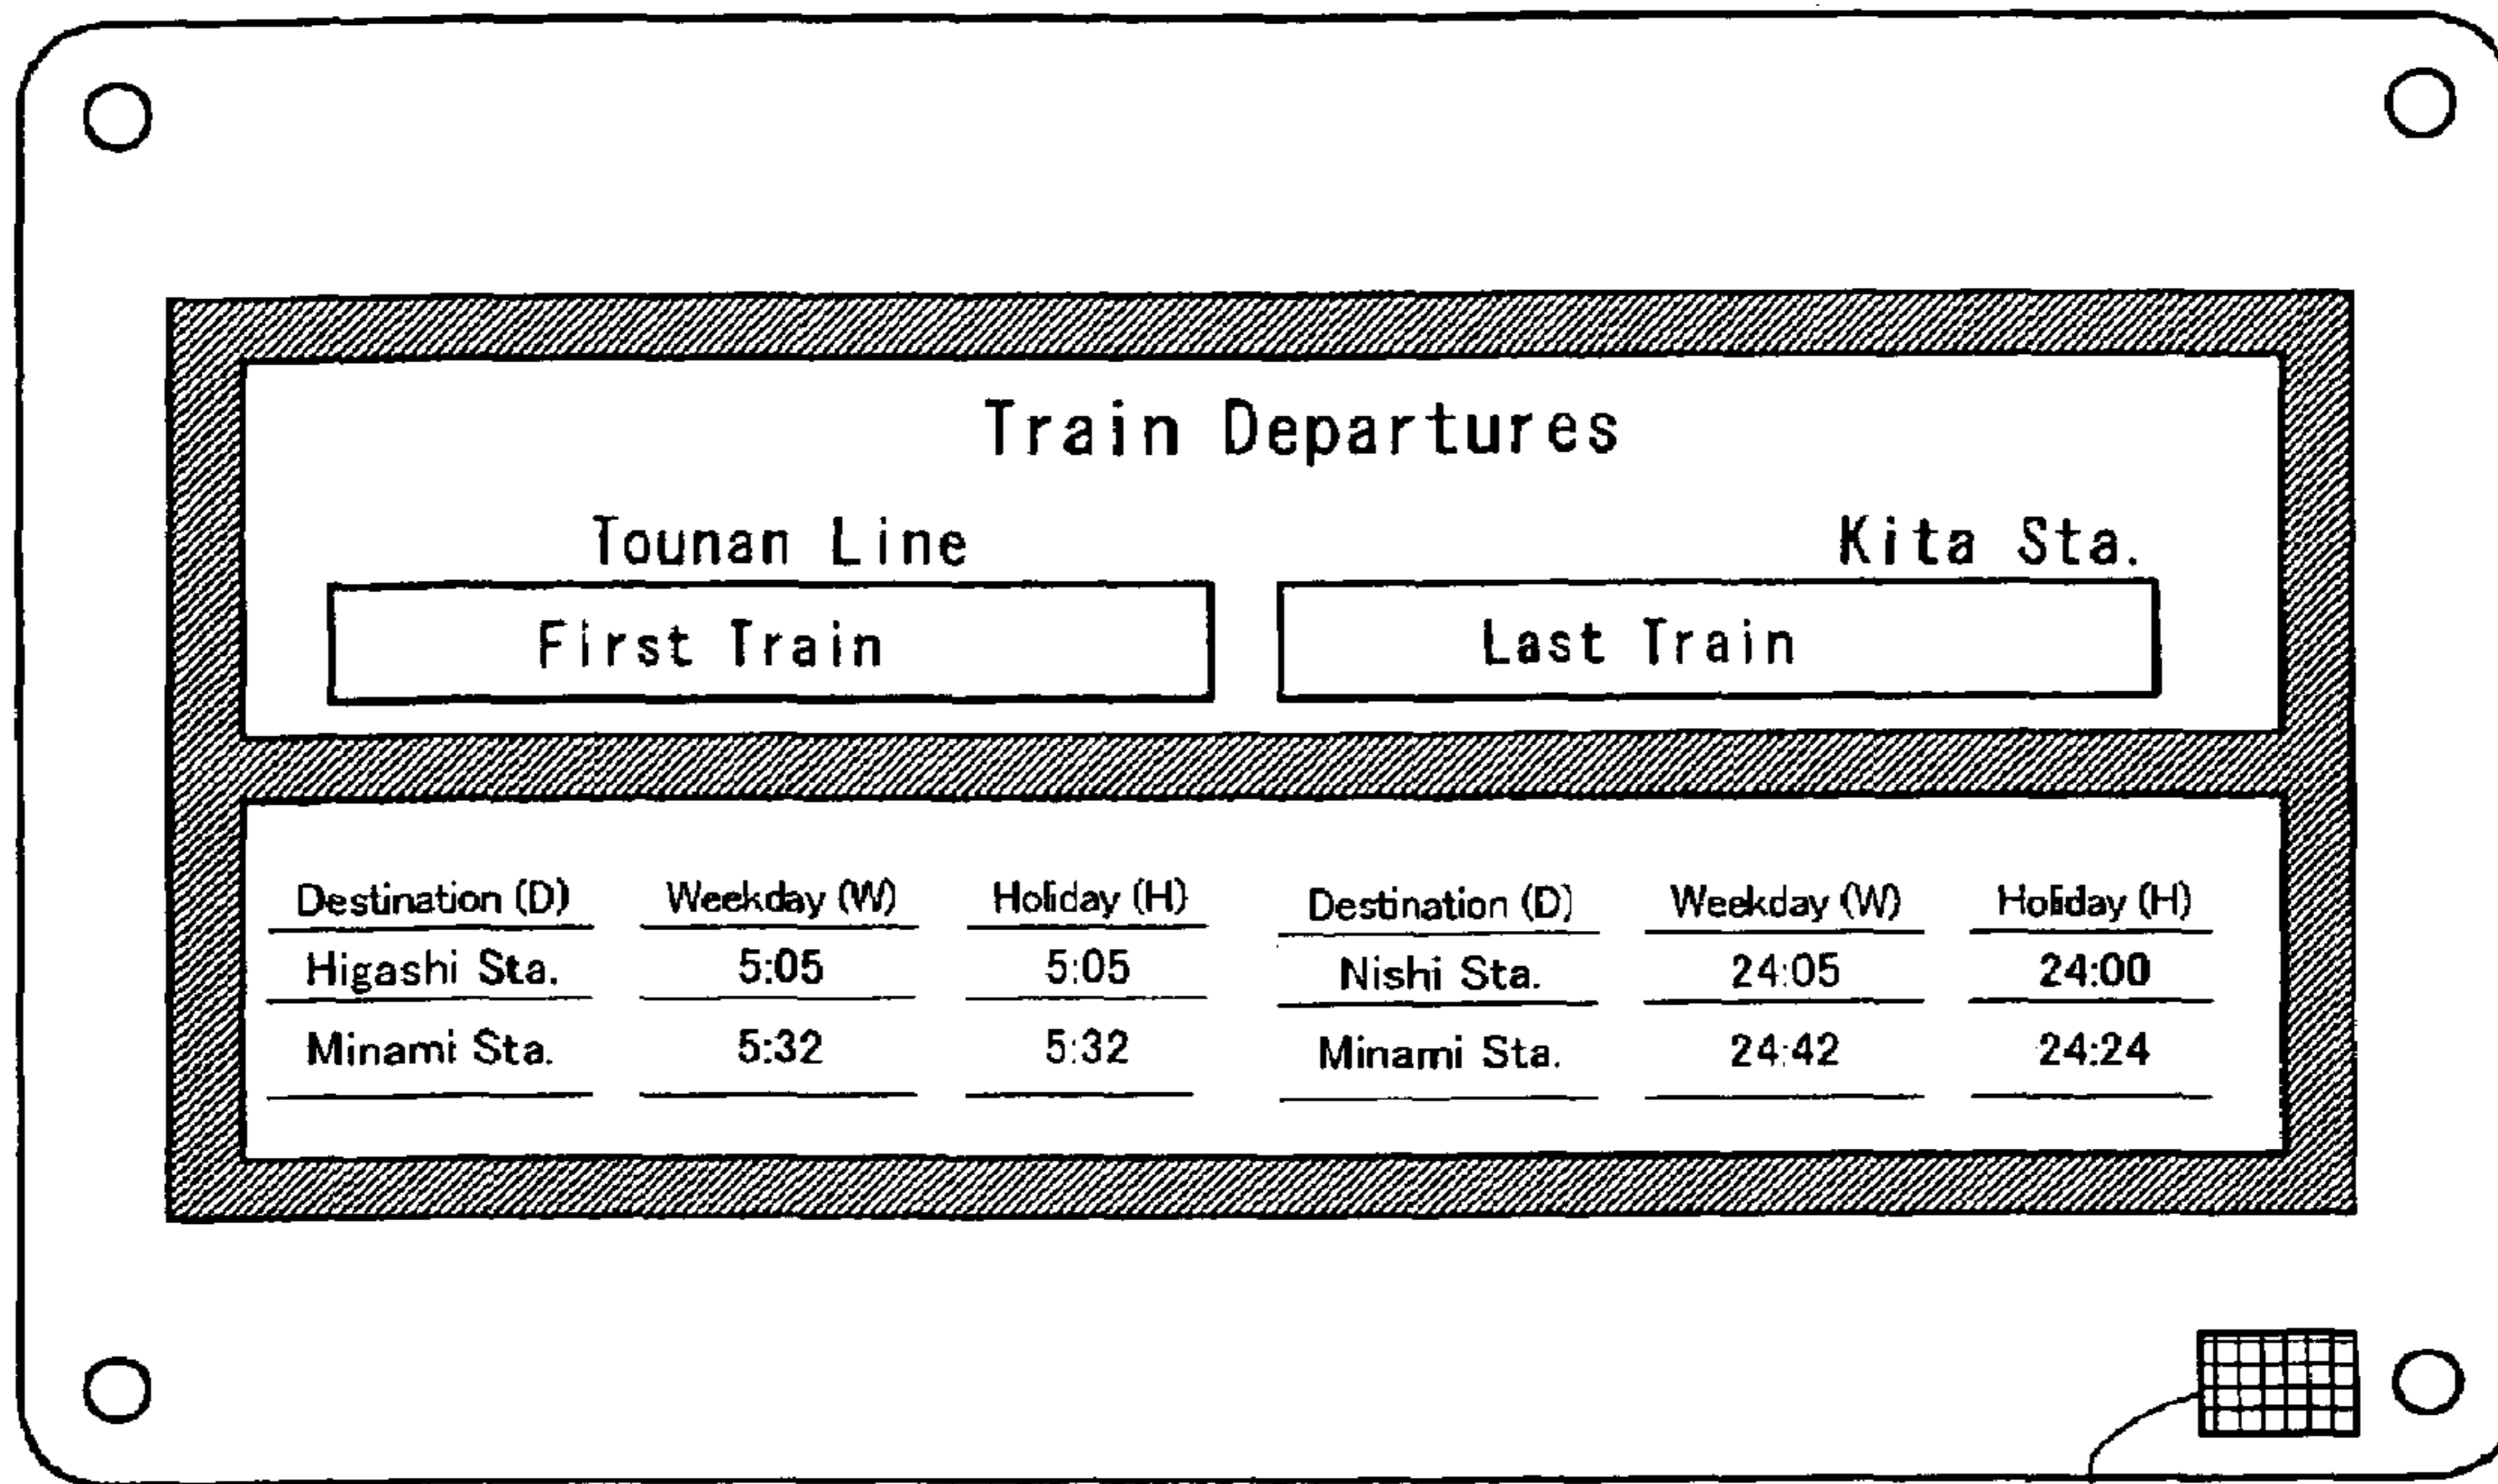 Train Departures
Tounan Line Kita Sta.
First Train Last Train
Destination (D) Weekday (W) Holiday (H) Destination (D) Weekday (W) Holiday (H)
Higashi Sta. 5:05 5:05 Nishi Sta. 24:05 24:00
Minami Sta. 5:32 5:32 Minami Sta. 24:42 24:24